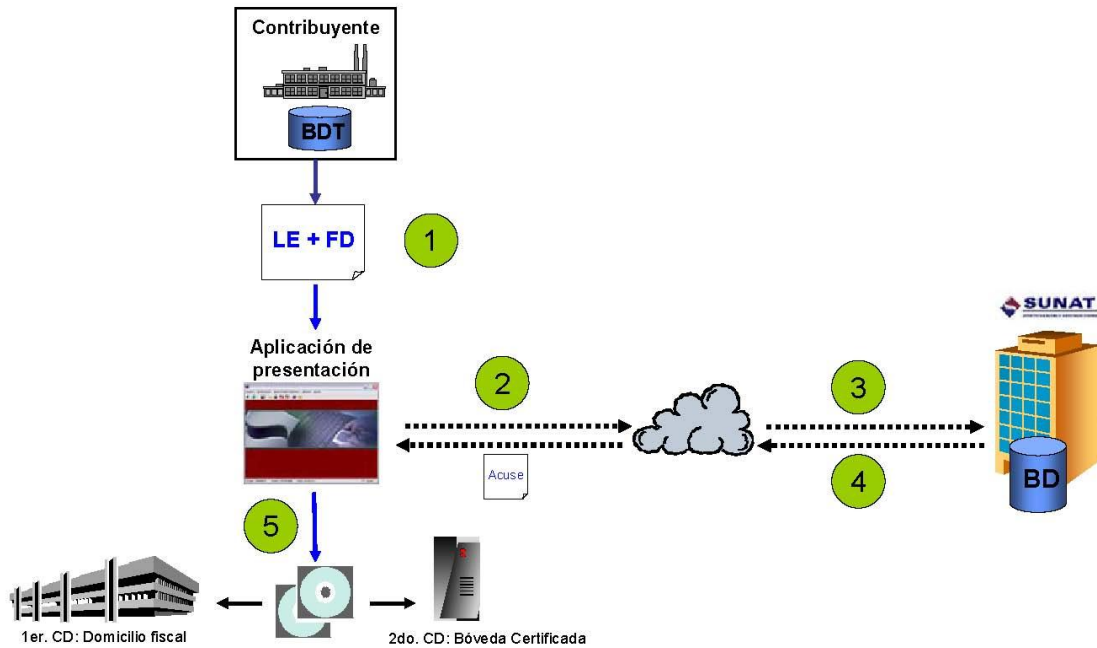 Contribuyente
BDT
LE + FD
1
SUNAT
Aplicación de
presentación
2
3
Acuse
4
BD
5
1er. CD: Domicilio fiscal
2do. CD: Bóveda Certificada